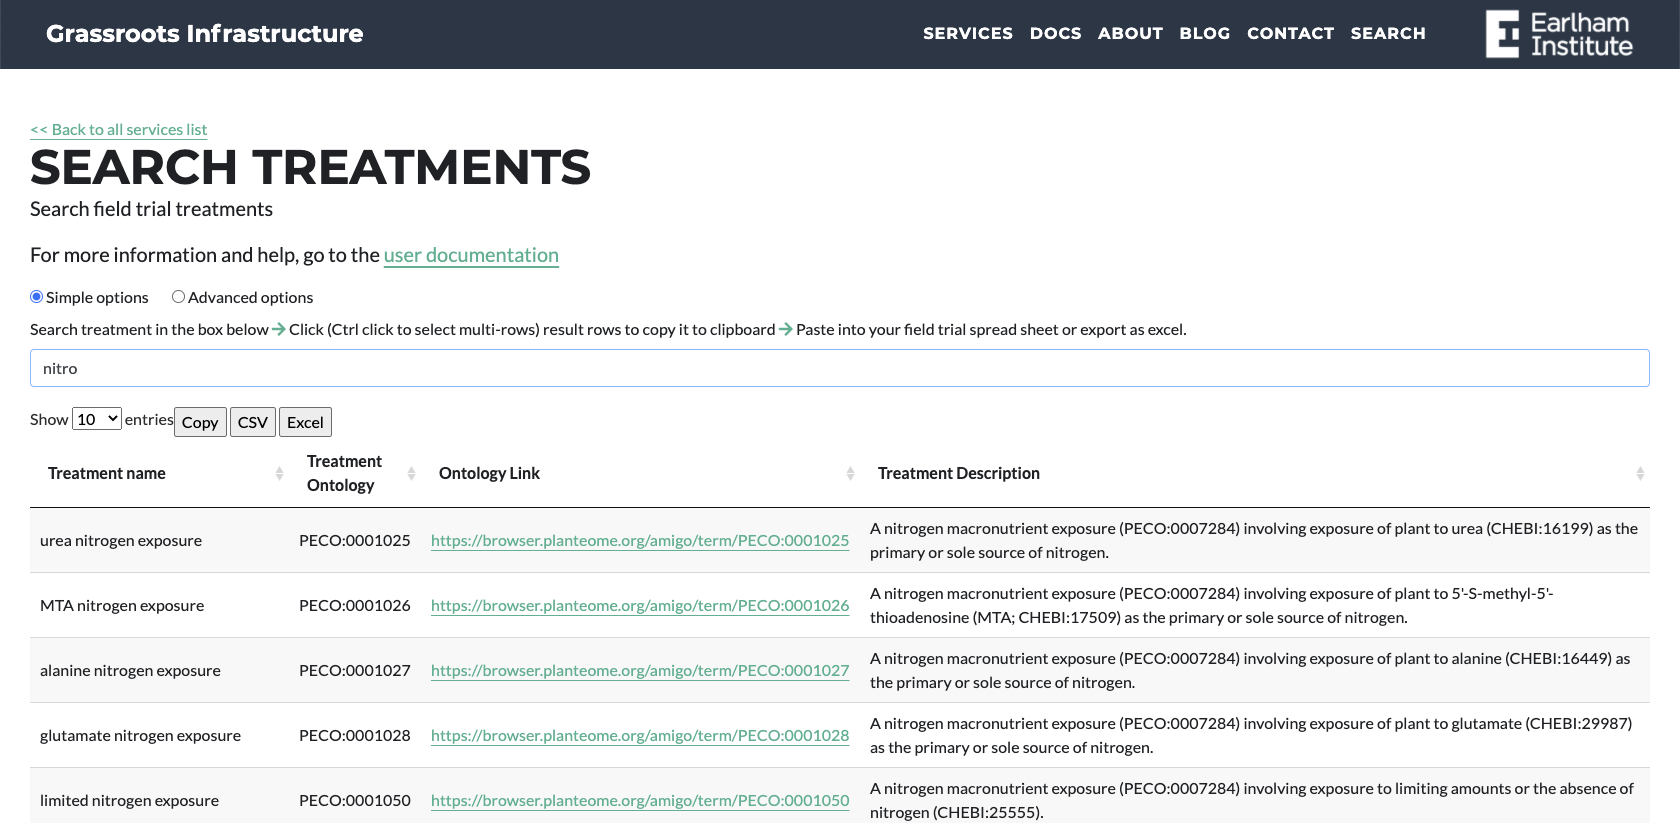 Grassroots Infrastructure
SERVICES DOCS ABOUT BLOG CONTACT SEARCH
Earlham
Institute
<< Back to all services list
SEARCH TREATMENTS
Search field trial treatments
For more information and help, go to the user documentation
Simple options Advanced options
Search treatment in the box below → Click (Ctrl click to select multi-rows) result rows to copy it to clipboard → Paste into your field trial spread sheet or export as excel.
nitro
Show 10 entries Copy CSV Excel
Treatment name
Treatment
Ontology
Ontology Link
Treatment Description
urea nitrogen exposure
PECO:0001025
https://browser.planteome.org/amigo/term/PECO:0001025
A nitrogen macronutrient exposure (PECO:0007284) involving exposure of plant to urea (CHEBI:16199) as the
primary or sole source of nitrogen.
MTA nitrogen exposure
PECO:0001026
https://browser.planteome.org/amigo/term/PECO:0001026
A nitrogen macronutrient exposure (PECO:0007284) involving exposure of plant to 5'-S-methyl-5'-
thioadenosine (MTA; CHEBI:17509) as the primary or sole source of nitrogen.
alanine nitrogen exposure
PECO:0001027
https://browser.planteome.org/amigo/term/PECO:0001027
A nitrogen macronutrient exposure (PECO:0007284) involving exposure of plant to alanine (CHEBI:16449) as
the primary or sole source of nitrogen.
glutamate nitrogen exposure
PECO:0001028
https://browser.planteome.org/amigo/term/PECO:0001028
A nitrogen macronutrient exposure (PECO:0007284) involving exposure of plant to glutamate (CHEBI:29987)
as the primary or sole source of nitrogen.
limited nitrogen exposure
PECO:0001050
https://browser.planteome.org/amigo/term/PECO:0001050
A nitrogen macronutrient exposure (PECO:0007284) involving exposure to limiting amounts or the absence of
nitrogen (CHEBI:25555).